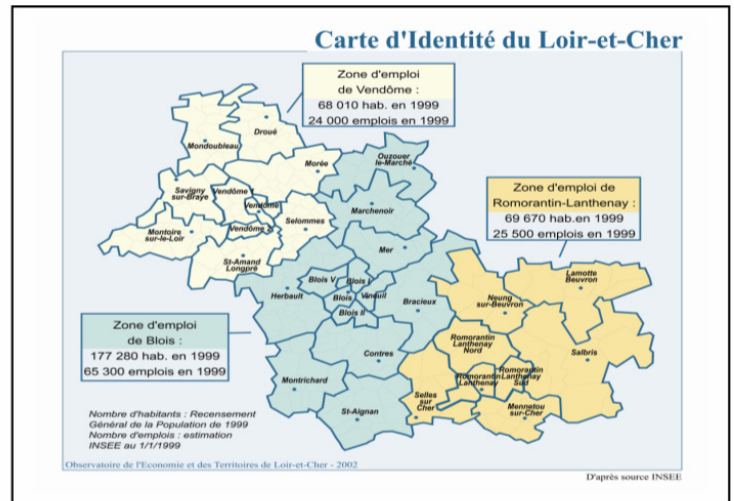 Carte d'Identité du Loir-et-Cher
Zone d'emploi
de Vendôme :
68 010 hab. en 1999
24 000 emplois en 1999
Droué
Mondoubleau
Ouzouer
le-Marché
Morée
Zone d'emploi de
Romorantin-Lanthenay :
69 670 hab.en 1999
25 500 emplois en 1999
Savigny
sur-Braye
Vendôme 1
Vendôme
Marchenoir
Selommes
Montoire
sur-le-Loir
Vendôme 2
Mer
St-Amand
Longpré
Lamotte
Beuvron
Blois V
Blois I
Herbault
Blois
Vineuil
Bracieux
Neung
sur-Beuvron
Blois II
Zone d'emploi
de Blois :
177 280 hab. en 1999
65 300 emplois en 1999
Romorantin
Lanthenay
Nord
Contres
Salbris
Romorantin
Lanthenay
Romorantin
Lanthenay
Sud
Montrichard
Selles
sur
Cher
Mennetou
sur-Cher
St-Aignan
Nombre d'habitants : Recensement
Général de la Population de 1999
Nombre d'emplois : estimation
INSEE au 1/1/1999
Observatoire de l'Economie et des Territoires de Loir-et-Cher - 2002
D'après source INSEE